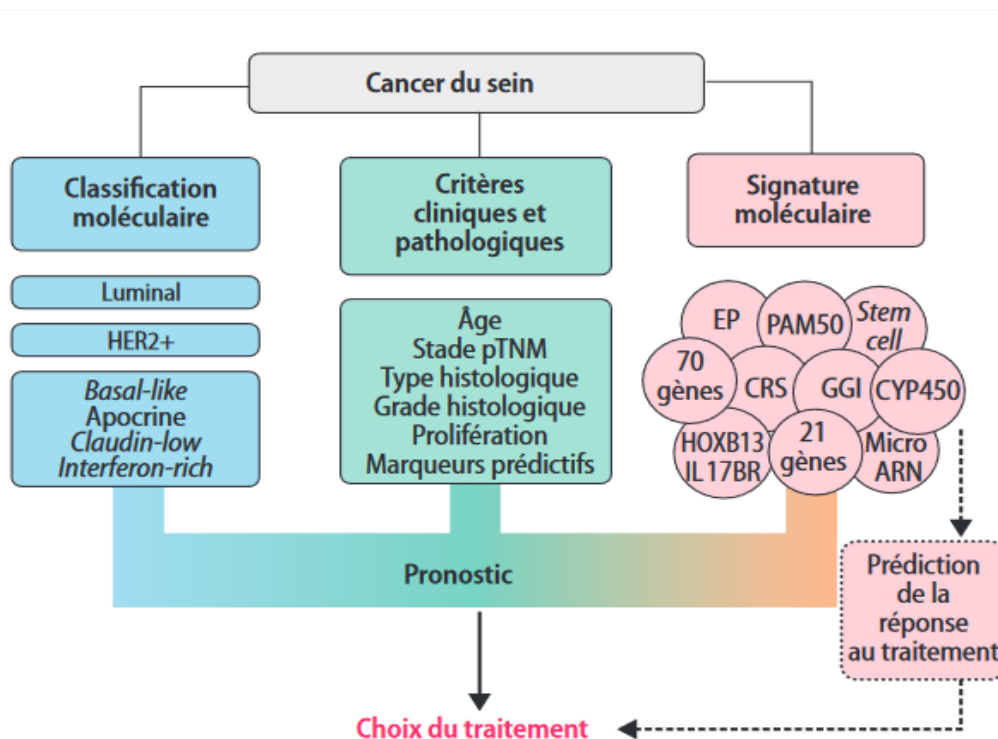 Cancer du sein
Classification
moléculaire
Luminal
HER2+
Basal-like
Apocrine
Claudin-low
Interferon-rich
Critères
cliniques et
pathologiques
Âge
Stade pTNM
Type histologique
Grade histologique
Prolifération
Marqueurs prédictifs
Signature
moléculaire
EP
PAM50
Stem
cell
70
gènes
CRS
GGI
CYP450
HOXB13
IL17BR
21
gènes
Micro
ARN
Pronostic
Prédiction
de la
réponse
au traitement
Choix du traitement